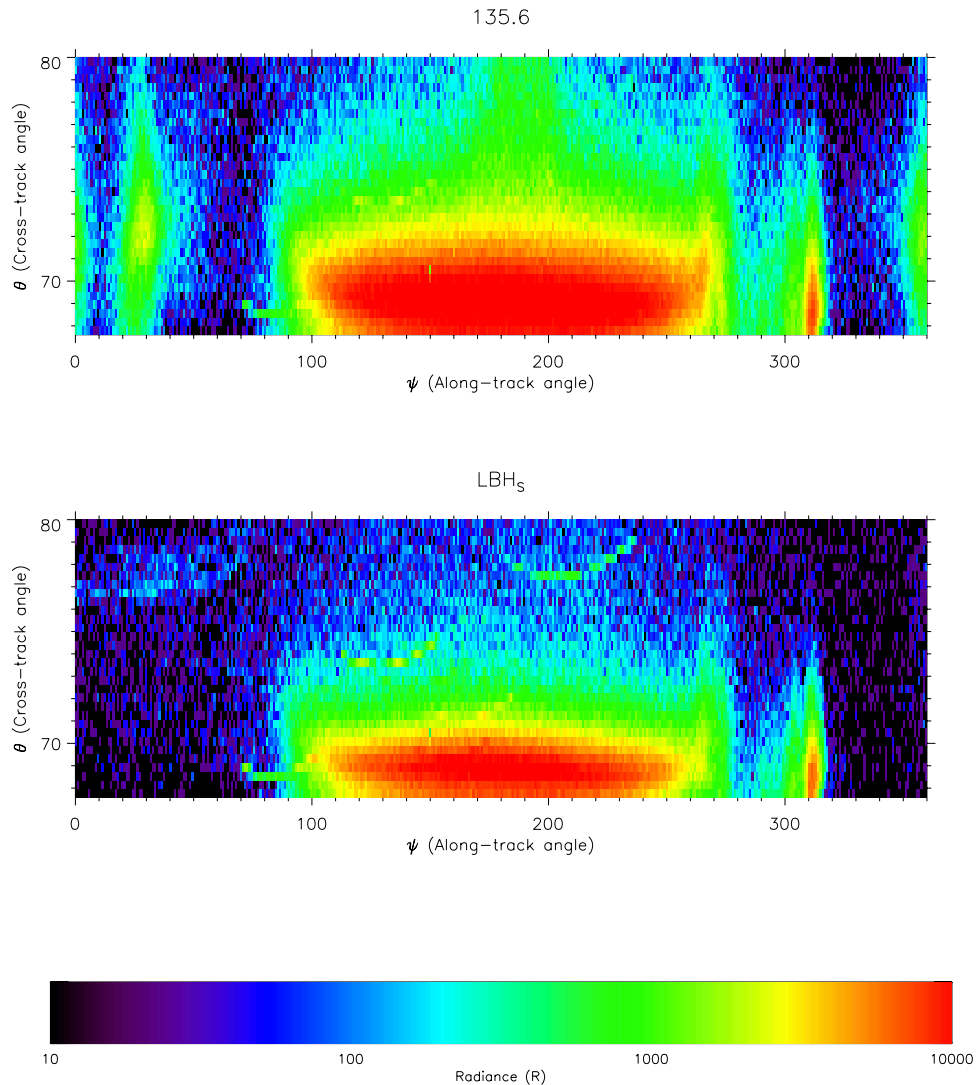 135.6
80
70
θ (Cross-track angle)
0 100 200 300
ψ (Along-track angle)
LBHS
80
70
θ (Cross-track angle)
0 100 200 300
ψ (Along-track angle)
10 100 1000 10000
Radiance (R)